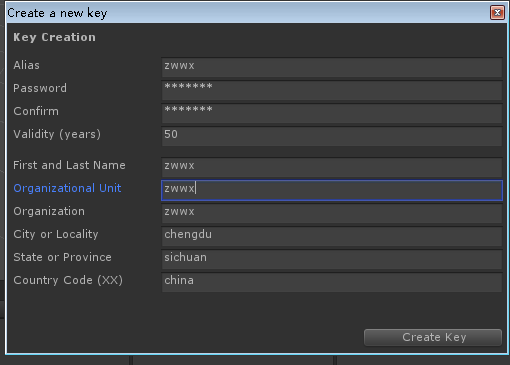 Create a new key
Key Creation
Alias zwwx
Password *******
Confirm *******
Validity (years) 50
First and Last Name zwwx
Organizational Unit zwwx
Organization zwwx
City or Locality chengdu
State or Province sichuan
Country Code (XX) china
Create Key